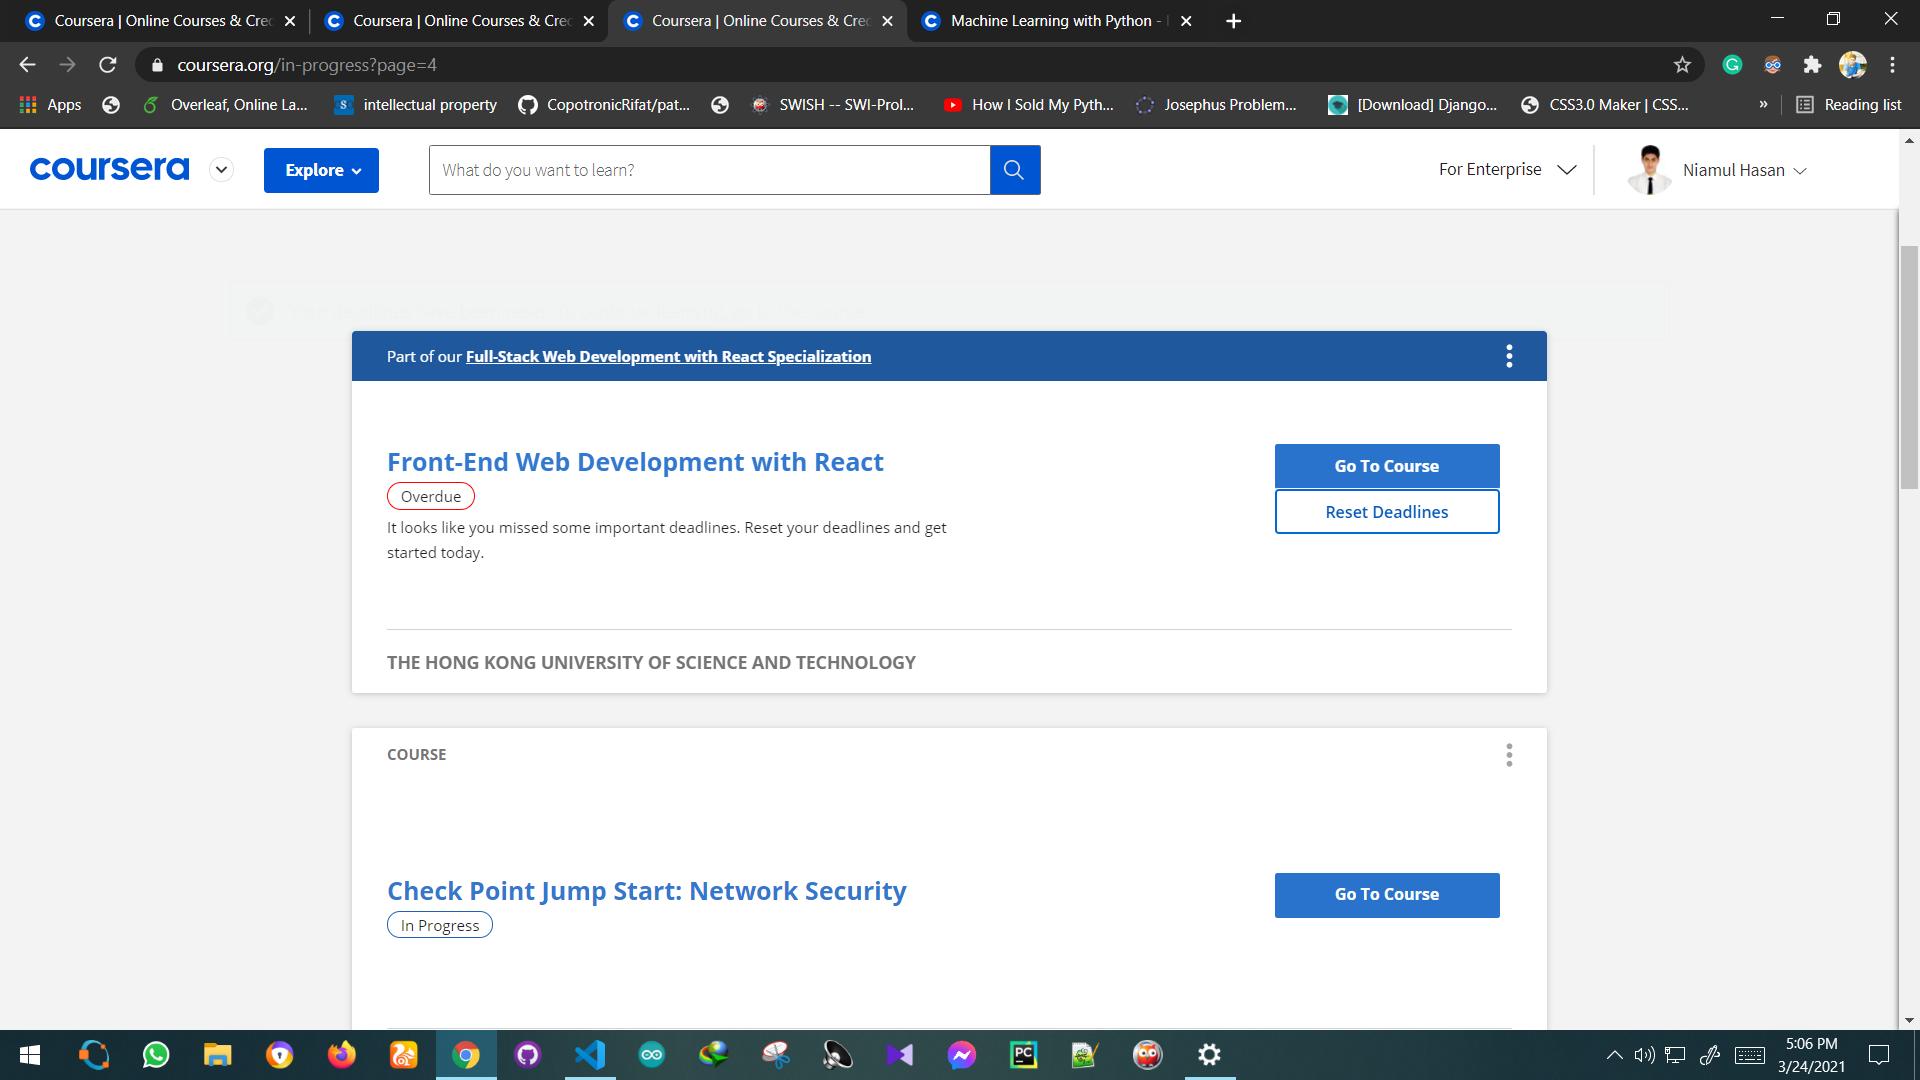 Coursera | Online Courses & Cred
Coursera | Online Courses & Cred
Coursera | Online Courses & Cred
Machine Learning with Python -
coursera.org/in-progress?page=4
Apps
Overleaf, Online La...
intellectual property
CopotronicRifat/pat...
SWISH -- SWI-Prol...
How I Sold My Pyth...
Josephus Problem...
[Download] Django...
CSS3.0 Maker | CSS...
»
Reading list
coursera
Explore
What do you want to learn?
For Enterprise
Niamul Hasan
Part of our Full-Stack Web Development with React Specialization
Front-End Web Development with React
Go To Course
Overdue
Reset Deadlines
It looks like you missed some important deadlines. Reset your deadlines and get
started today.
THE HONG KONG UNIVERSITY OF SCIENCE AND TECHNOLOGY
COURSE
Check Point Jump Start: Network Security
Go To Course
In Progress
5:06 PM
3/24/2021